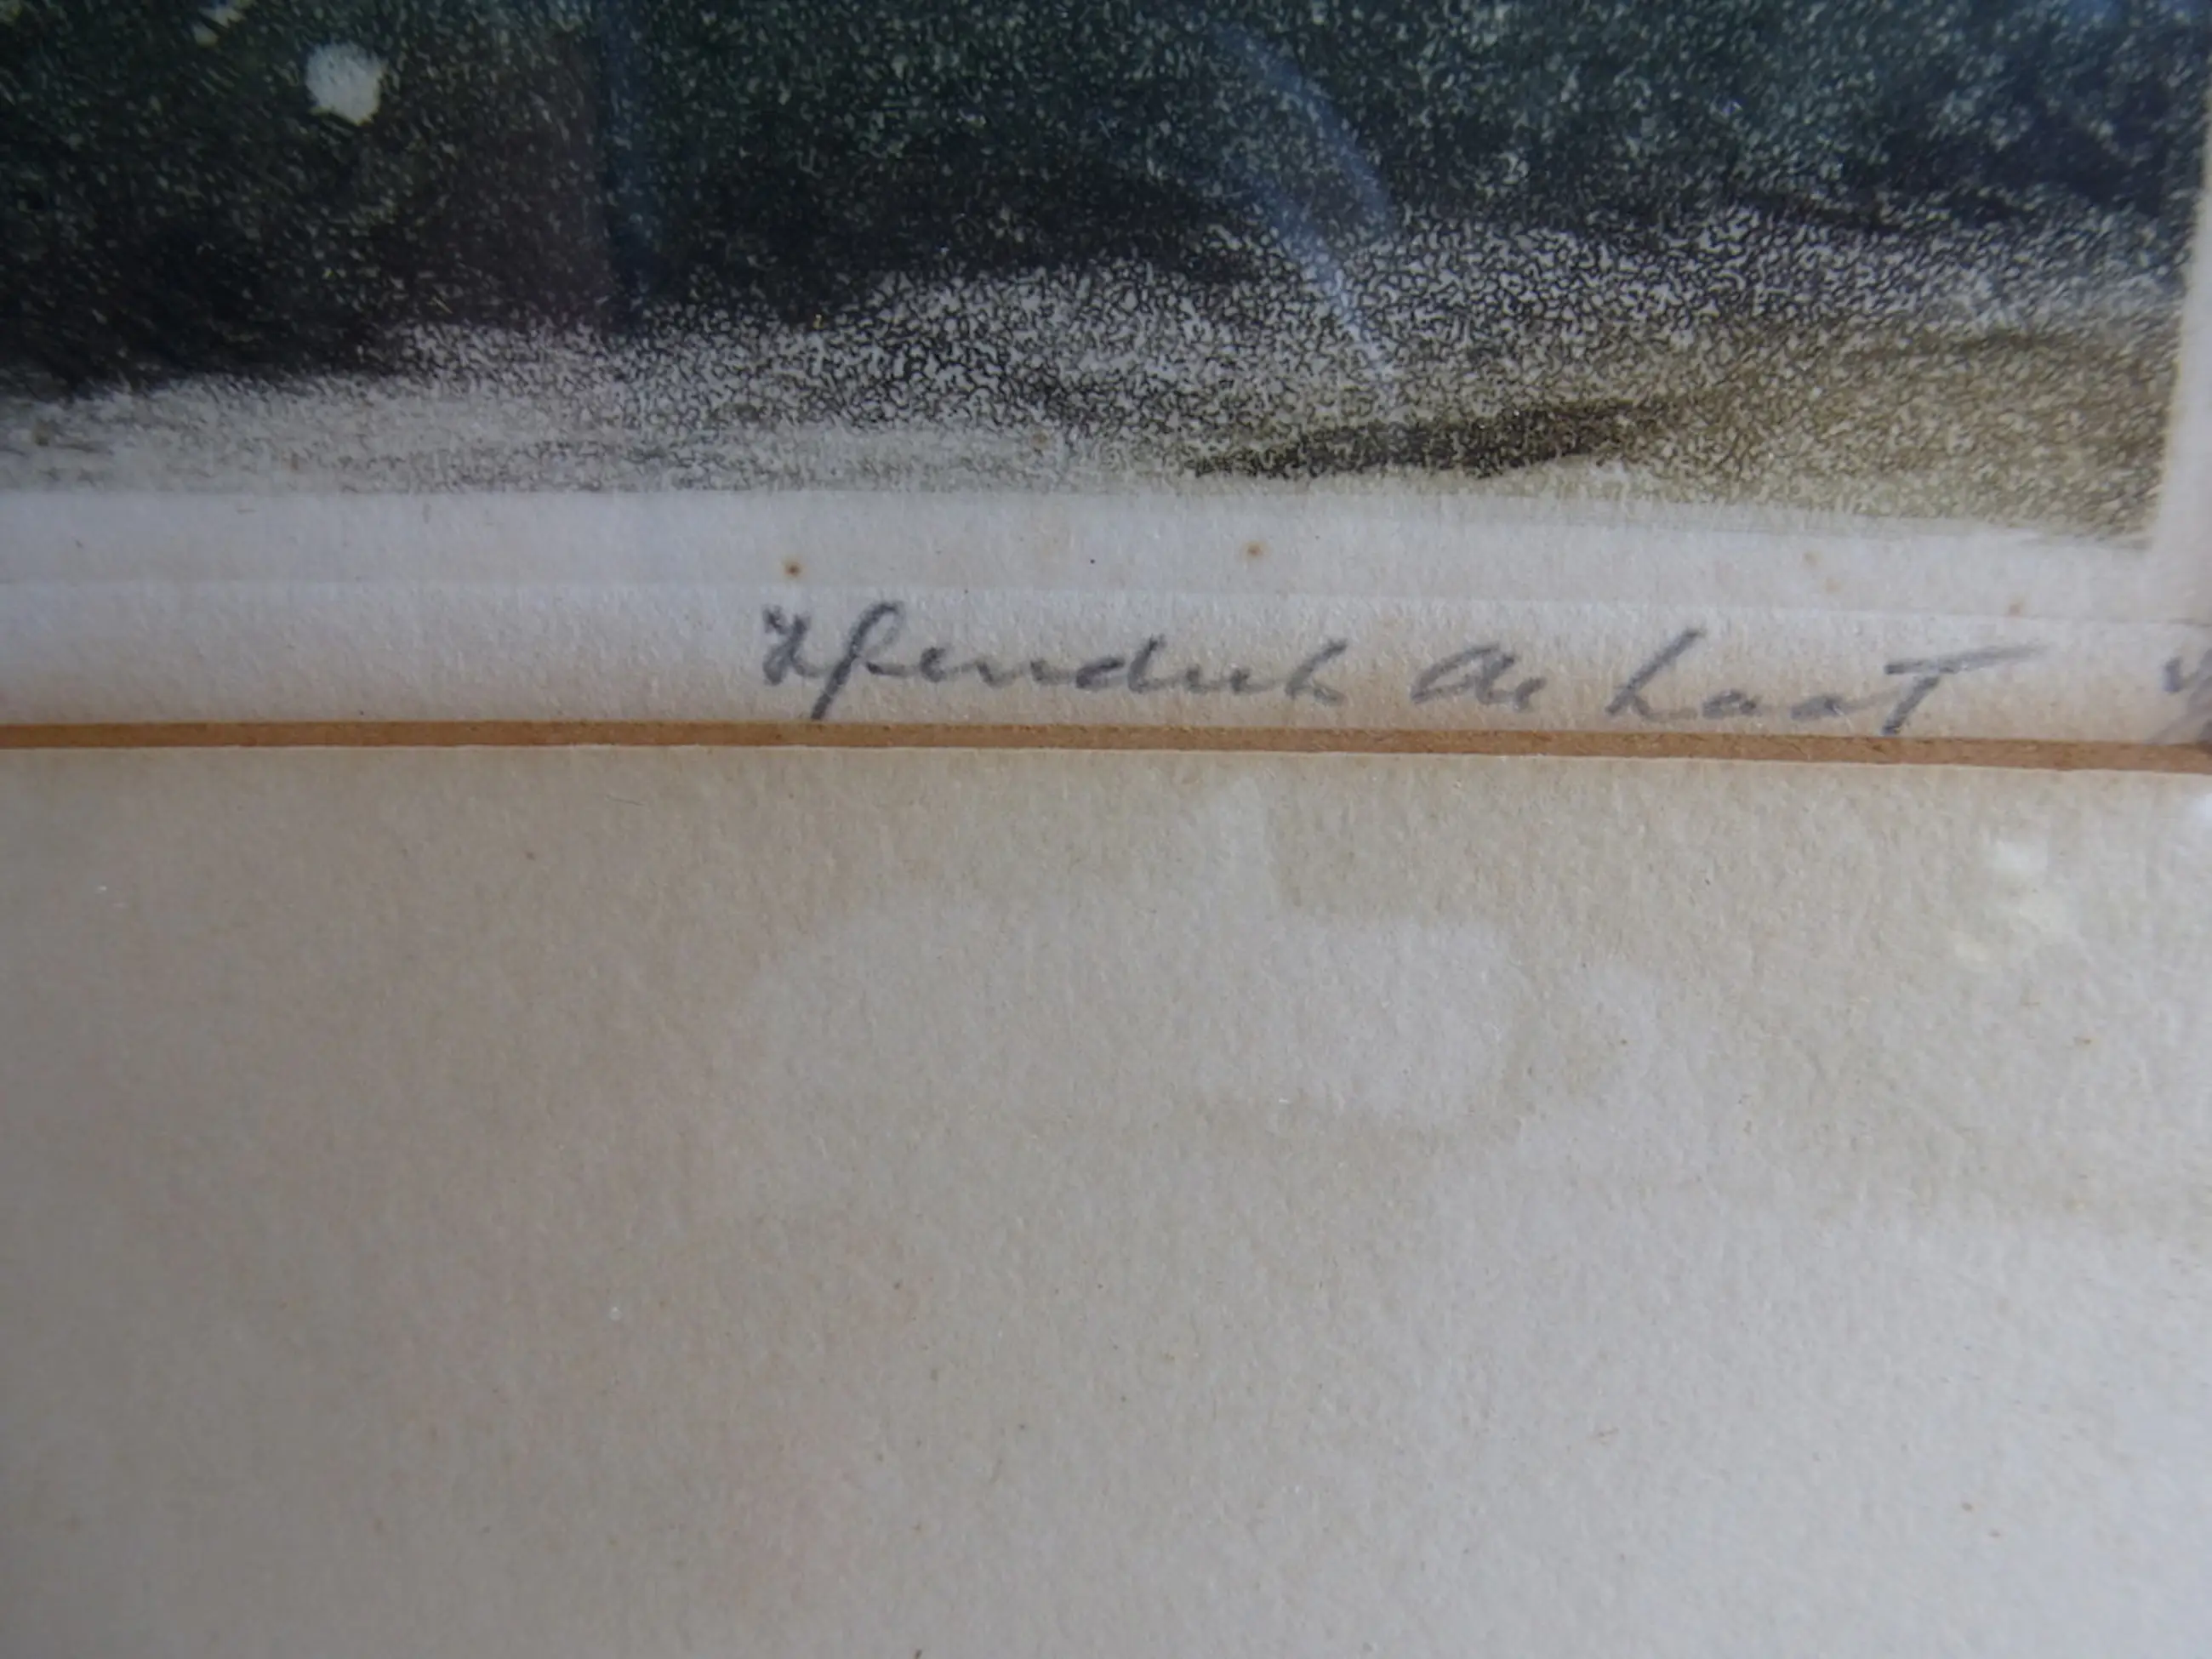 Hendrik de Laat